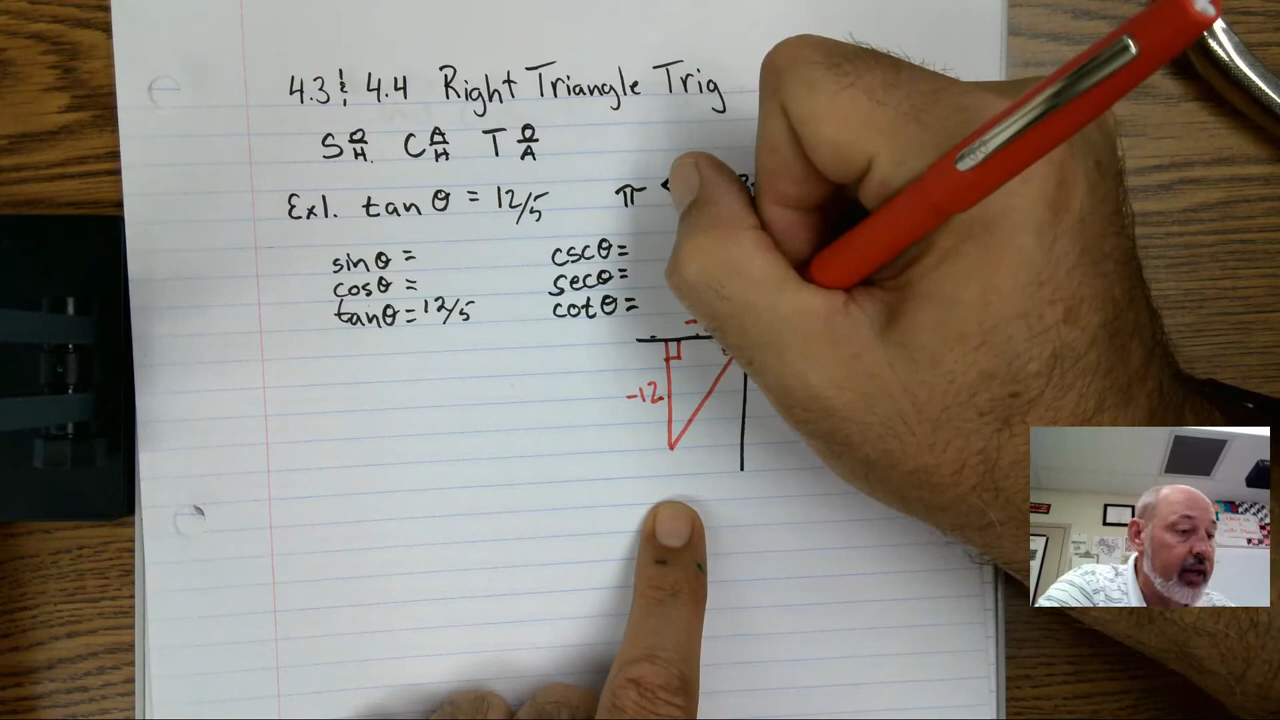 4.3 & 4.4 Right Triangle Trig
S O/H C A/H T O/A
Ex1. tan θ = 12/5 π <
sin θ = csc θ =
cos θ = sec θ =
tan θ = 12/5 cot θ =
-12